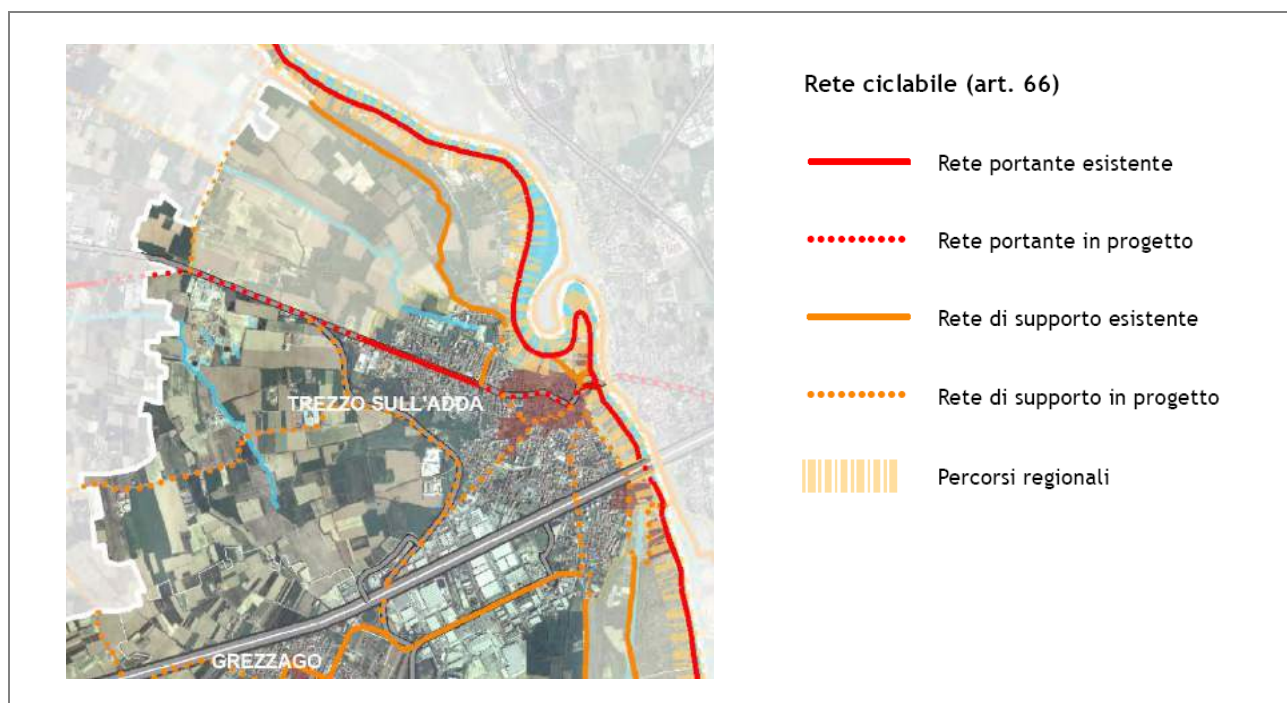 Rete ciclabile (art. 66)
Rete portante esistente
Rete portante in progetto
Rete di supporto esistente
Rete di supporto in progetto
Percorsi regionali
TREZZO SULL'ADDA
GREZZAGO